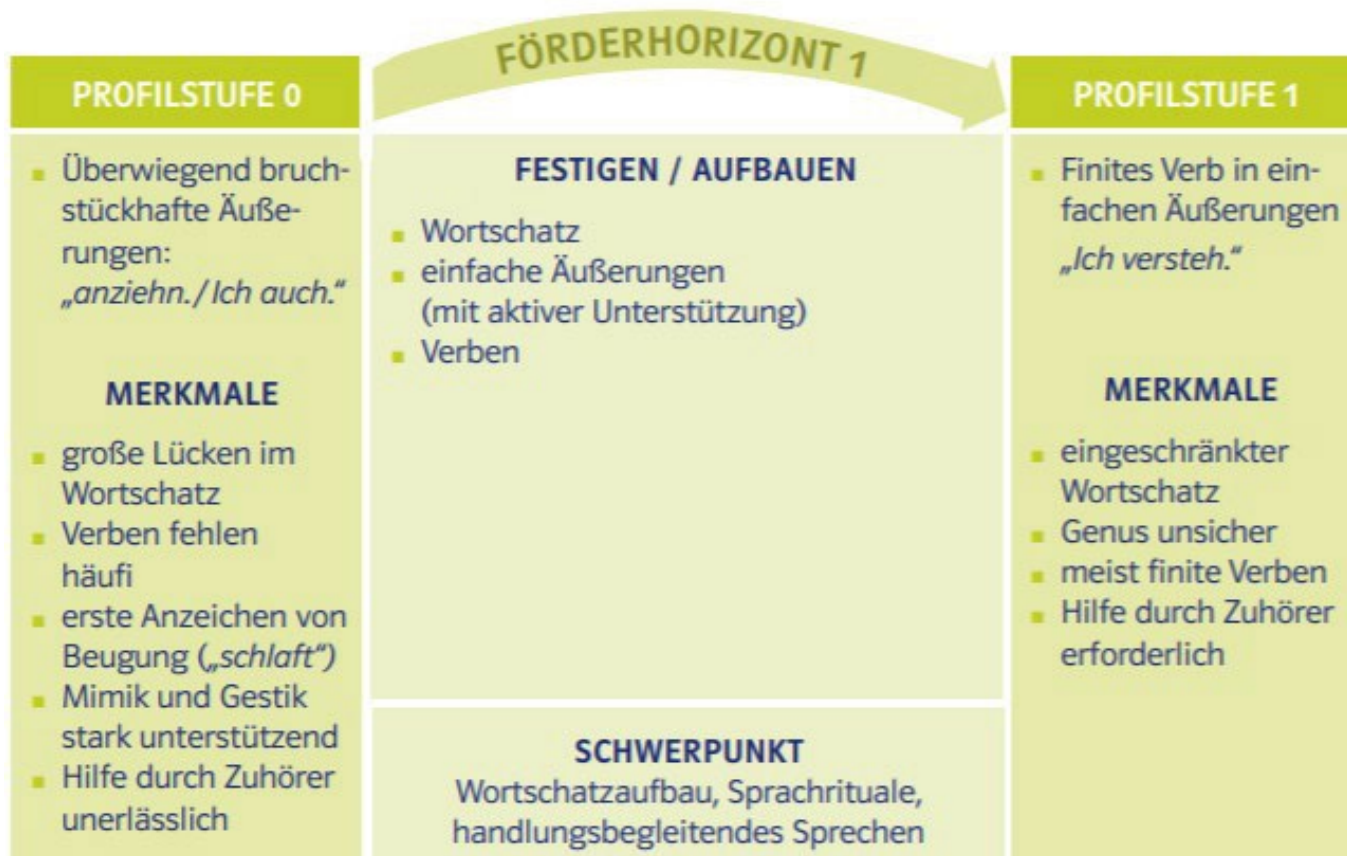 FÖRDERHORIZONT 1
PROFILSTUFE 0
▪ Überwiegend bruch-
stückhafte Äuße-
rungen:
„anziehn./Ich auch.“
MERKMALE
▪ große Lücken im
Wortschatz
▪ Verben fehlen
häufi
▪ erste Anzeichen von
Beugung („schlaft“)
▪ Mimik und Gestik
stark unterstützend
▪ Hilfe durch Zuhörer
unerlässlich
FESTIGEN / AUFBAUEN
▪ Wortschatz
▪ einfache Äußerungen
(mit aktiver Unterstützung)
▪ Verben
SCHWERPUNKT
Wortschatzaufbau, Sprachrituale,
handlungsbegleitendes Sprechen
PROFILSTUFE 1
▪ Finites Verb in ein-
fachen Äußerungen
„Ich versteh.“
MERKMALE
▪ eingeschränkter
Wortschatz
▪ Genus unsicher
▪ meist finite Verben
▪ Hilfe durch Zuhörer
erforderlich